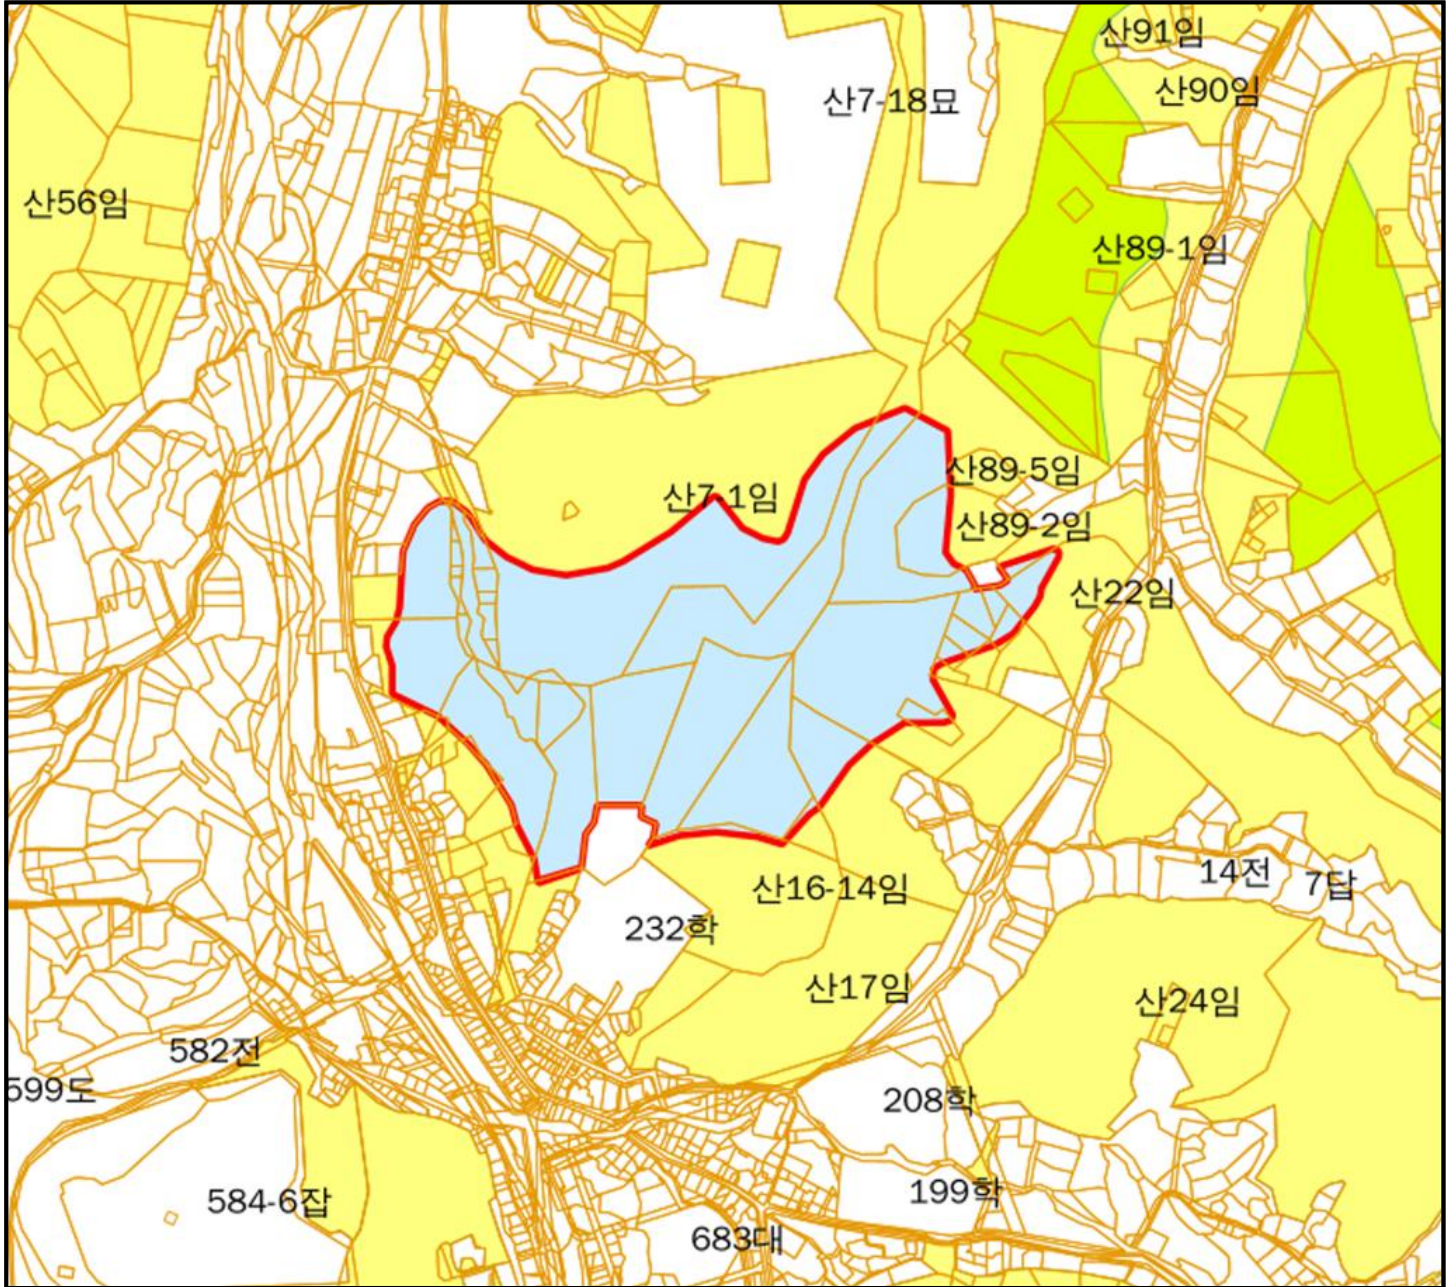 산91임
산90임
산7-18묘
산56임
산89-1임
산89-5임
산7-1임
산89-2임
산22임
14전
7답
산16-14임
232학
산17임
산24임
582전
599도
208학
199학
584-6잡
683대